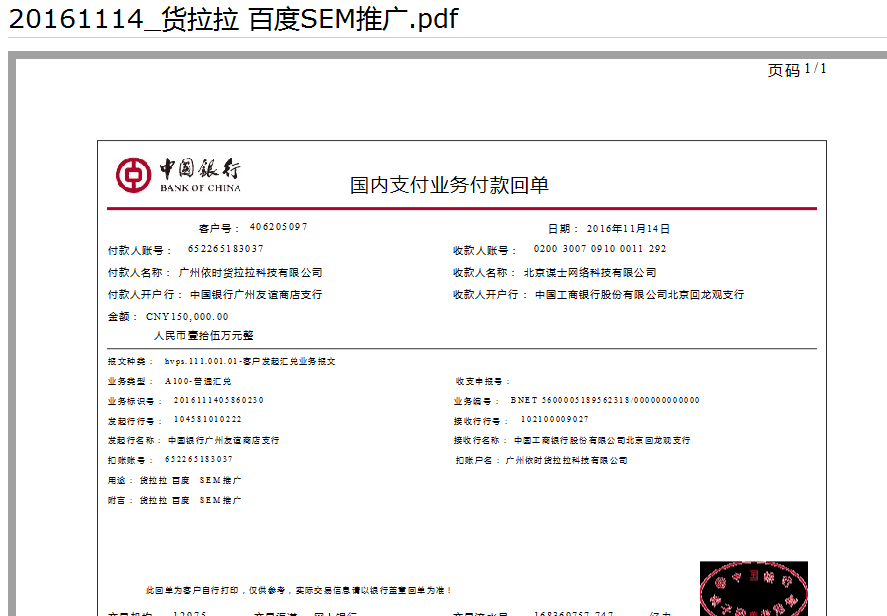 20161114_货拉拉 百度SEM推广.pdf
页码 1/1
中国银行
BANK OF CHINA
国内支付业务付款回单
客户号： 406205097 日期： 2016年11月14日
付款人账号： 652265183037 收款人账号： 0200 3007 0910 0011 292
付款人名称： 广州依时货拉拉科技有限公司 收款人名称： 北京谋士网络科技有限公司
付款人开户行： 中国银行广州友谊商店支行 收款人开户行： 中国工商银行股份有限公司北京回龙观支行
金额： CNY150,000.00
人民币壹拾伍万元整
报文种类： hvps.111.001.01-客户发起汇兑业务报文
业务类型： A100-普通汇兑 收支申报号：
业务标识号： 2016111405860230 业务编号： BNET 5600005189562318/000000000000
发起行行号： 104581010222 接收行行号： 102100009027
发起行名称： 中国银行广州友谊商店支行 接收行名称： 中国工商银行股份有限公司北京回龙观支行
扣账账号： 652265183037 扣账户名： 广州依时货拉拉科技有限公司
用途： 货拉拉 百度 SEM推广
附言： 货拉拉 百度 SEM推广
此回单为客户自行打印，仅供参考，实际交易信息请以银行盖章回单为准！